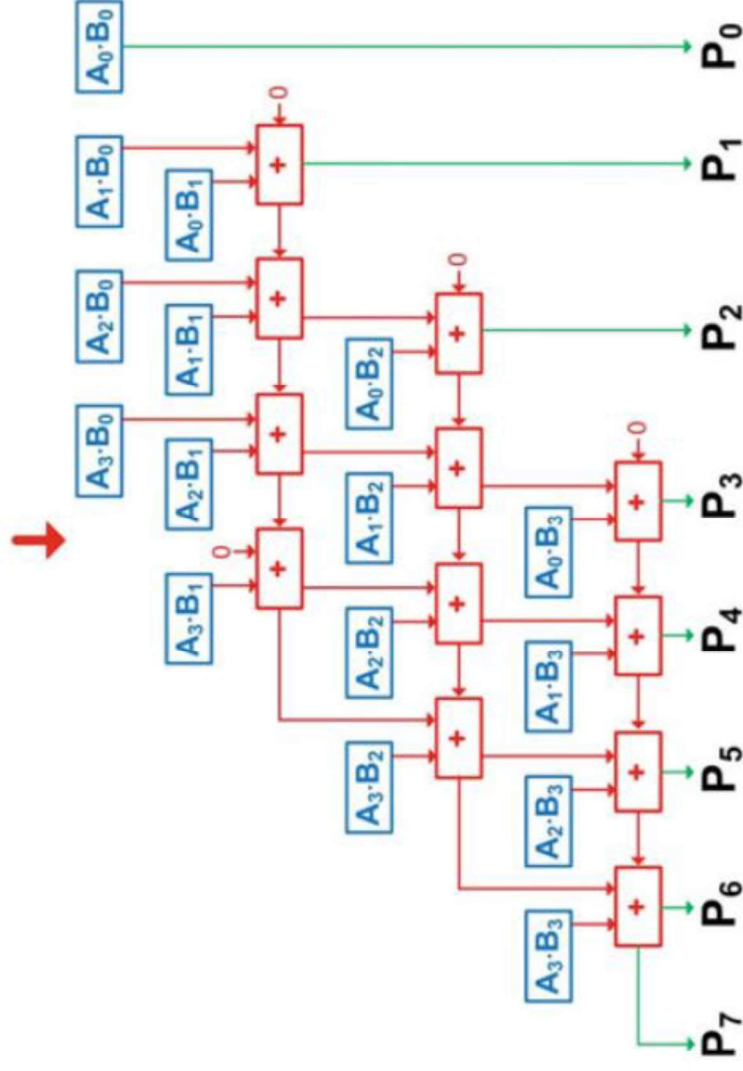 A₃·B₀ A₂·B₀ A₁·B₀ A₀·B₀
A₃·B₁ A₂·B₁ A₁·B₁ A₀·B₁
0
+ + + + 0
A₃·B₂ A₂·B₂ A₁·B₂ A₀·B₂
+ + + + 0
A₃·B₃ A₂·B₃ A₁·B₃ A₀·B₃
+ + + + 0
P₇ P₆ P₅ P₄ P₃ P₂ P₁ P₀